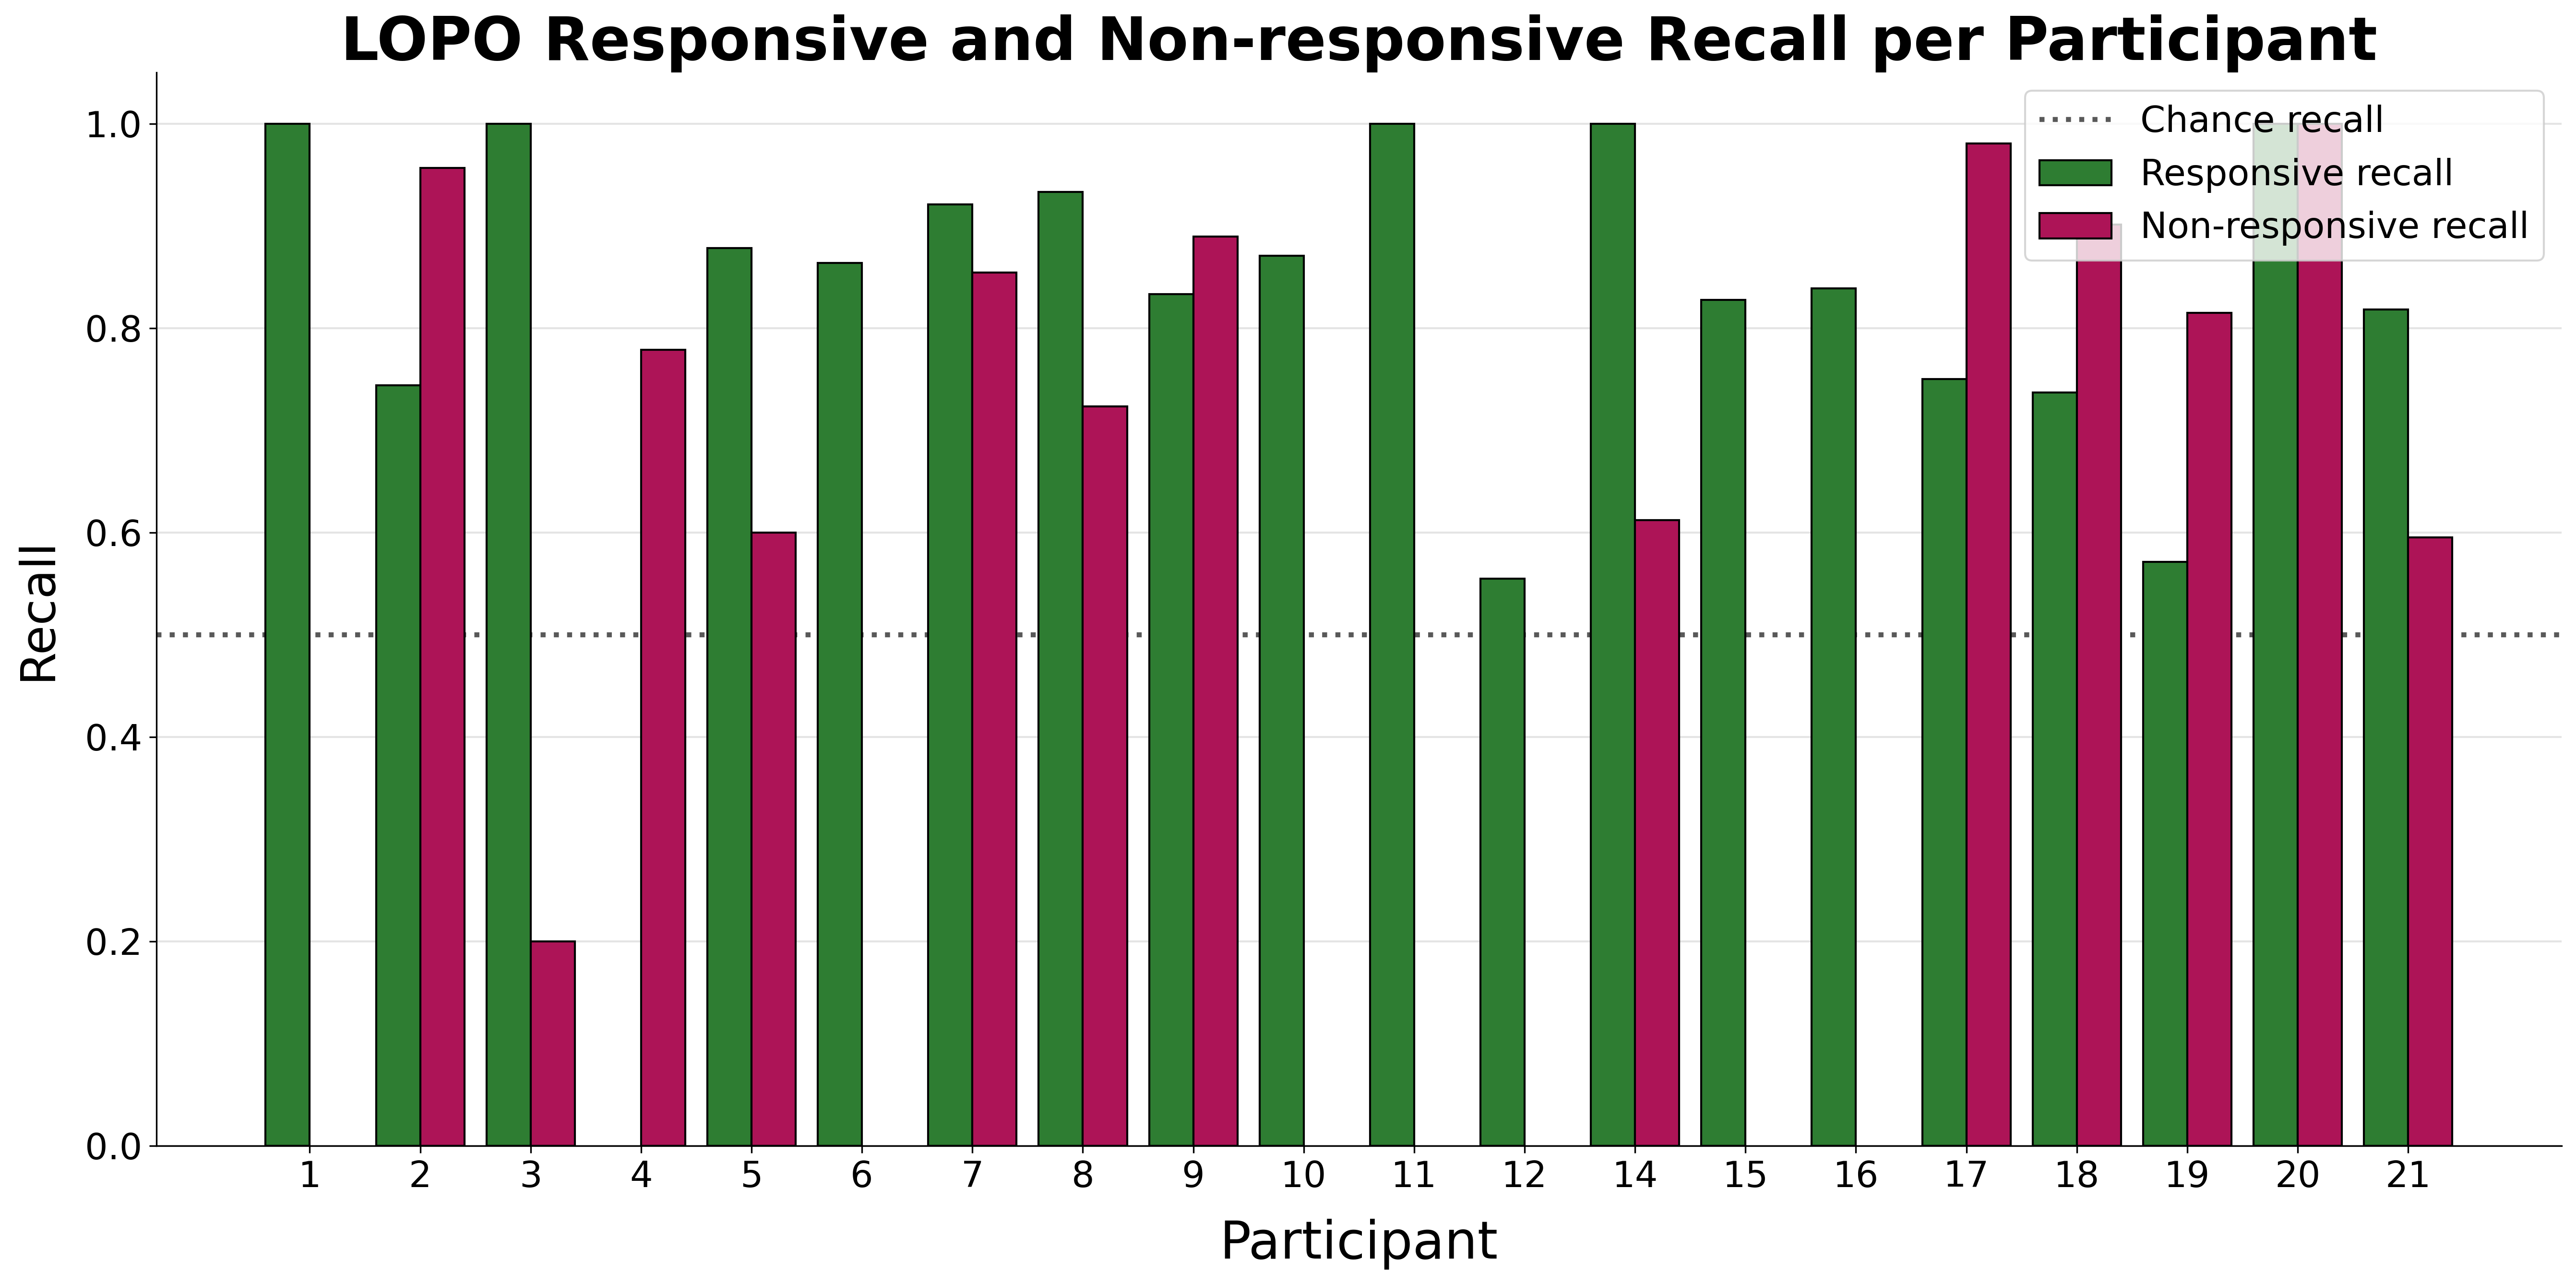 LOPO Responsive and Non-responsive Recall per Participant
Chance recall
Responsive recall
Non-responsive recall
1.0
0.8
0.6
0.4
0.2
0.0
Recall
1 2 3 4 5 6 7 8 9 10 11 12 14 15 16 17 18 19 20 21
Participant